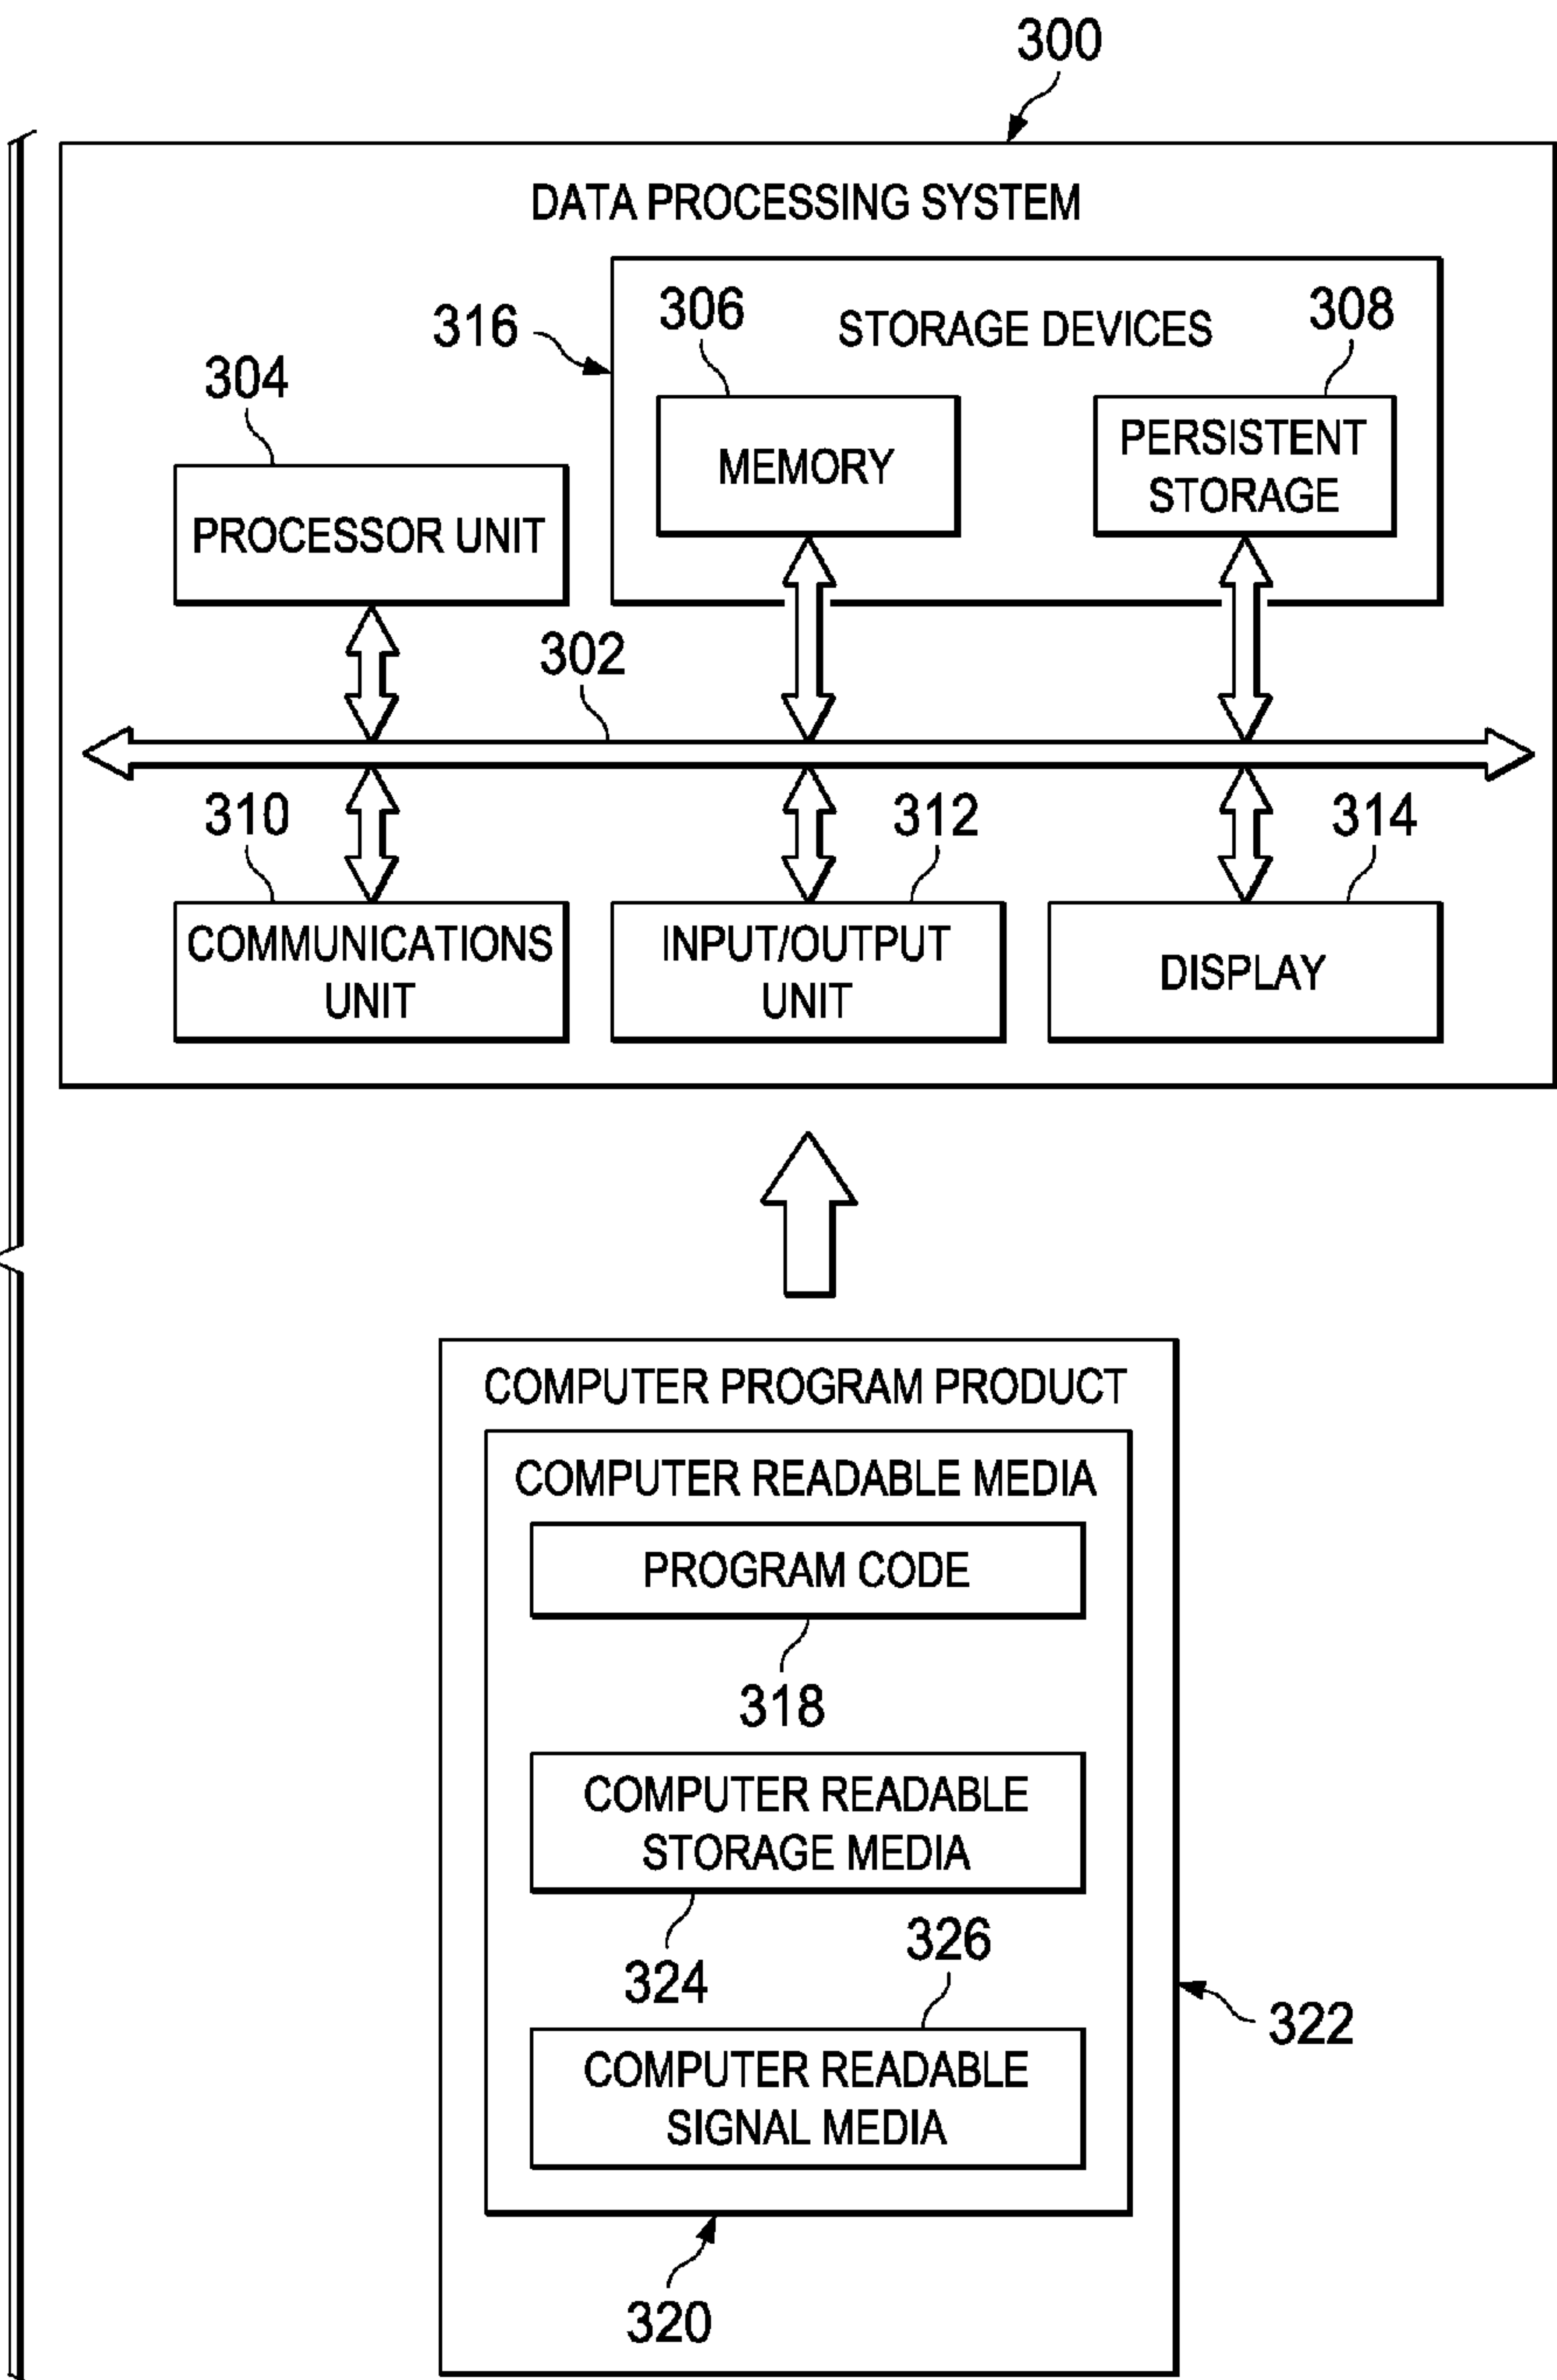 300
DATA PROCESSING SYSTEM
316
306
STORAGE DEVICES
308
304
MEMORY
PERSISTENT
STORAGE
PROCESSOR UNIT
302
310
312
314
COMMUNICATIONS
UNIT
INPUT/OUTPUT
UNIT
DISPLAY
COMPUTER PROGRAM PRODUCT
COMPUTER READABLE MEDIA
PROGRAM CODE
318
COMPUTER READABLE
STORAGE MEDIA
324
326
322
COMPUTER READABLE
SIGNAL MEDIA
320